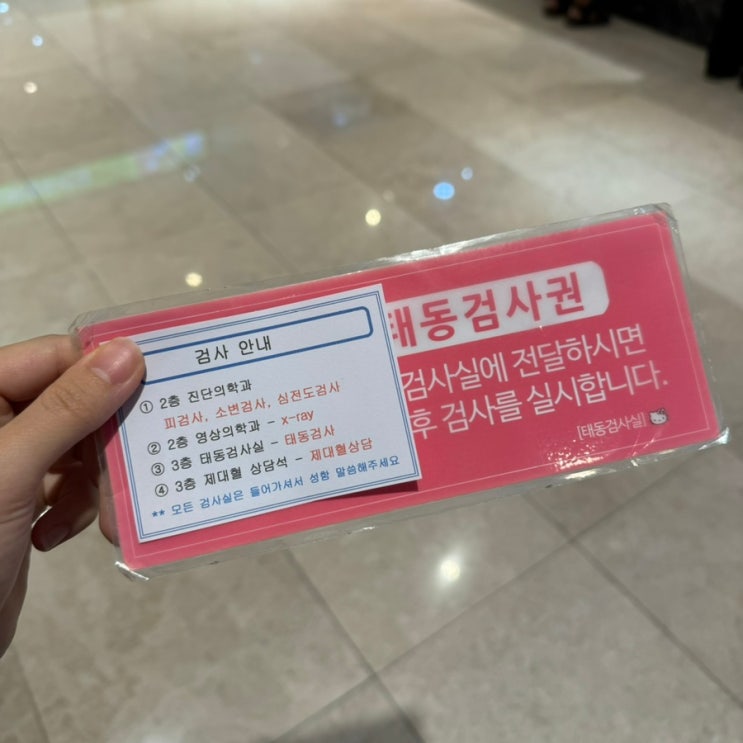 검사 안내
① 2층 진단의학과
피검사, 소변검사, 심전도검사
② 2층 영상의학과 - x-ray
③ 3층 태동검사실 - 태동검사
④ 3층 제대혈 상담석 - 제대혈상담
** 모든 검사실은 들어가셔서 성함 말씀해주세요
태동검사권
검사실에 전달하시면
후 검사를 실시합니다.
[태동검사실]